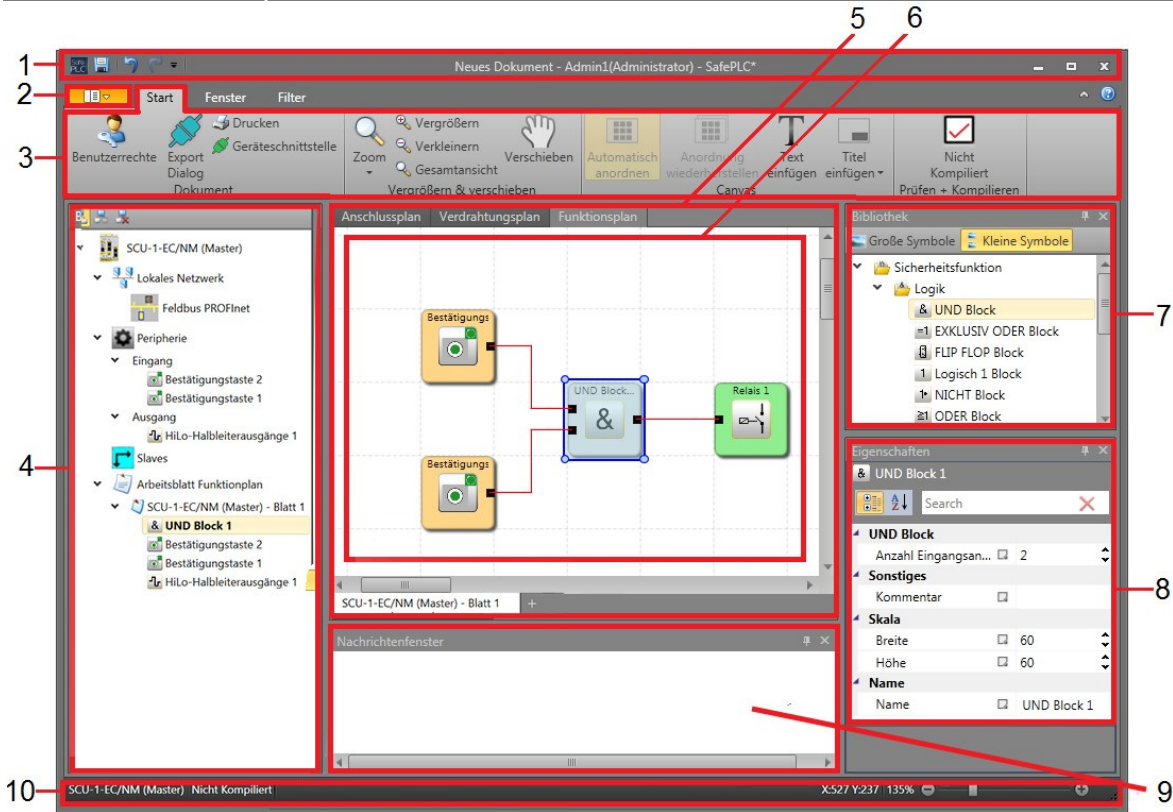 5 6
1
Safe PLC
Neues Dokument - Admin1(Administrator) - SafePLC*
2
Start Fenster Filter
3
Benutzerrechte
Export Dialog
Drucken
Geräteschnittstelle
Dokument
Zoom
Vergrößern
Verkleinern
Gesamtansicht
Verschieben
Vergrößern & verschieben
Automatisch anordnen
Anordnung wiederherstellen
Text einfügen
Titel einfügen
Canvas
Nicht Kompiliert
Prüfen + Kompilieren
4
SCU-1-EC/NM (Master)
Lokales Netzwerk
Feldbus PROFInet
Peripherie
Eingang
Bestätigungstaste 2
Bestätigungstaste 1
Ausgang
HiLo-Halbleiterausgänge 1
Slaves
Arbeitsblatt Funktionplan
SCU-1-EC/NM (Master) - Blatt 1
& UND Block 1
Bestätigungstaste 2
Bestätigungstaste 1
HiLo-Halbleiterausgänge 1
Anschlussplan Verdrahtungsplan Funktionsplan
Bestätigungs
UND Block...
&
Relais 1
Bestätigungs
SCU-1-EC/NM (Master) - Blatt 1 +
Nachrichtenfenster
Bibliothek
Große Symbole Kleine Symbole
Sicherheitsfunktion
Logik
& UND Block
=1 EXKLUSIV ODER Block
FLIP FLOP Block
1 Logisch 1 Block
1• NICHT Block
≥1 ODER Block
7
Eigenschaften
& UND Block 1
Search
UND Block
Anzahl Eingangsan... 2
Sonstiges
Kommentar
Skala
Breite 60
Höhe 60
Name
Name UND Block 1
8
9
10
SCU-1-EC/NM (Master) Nicht Kompiliert
X:527 Y:237 135%